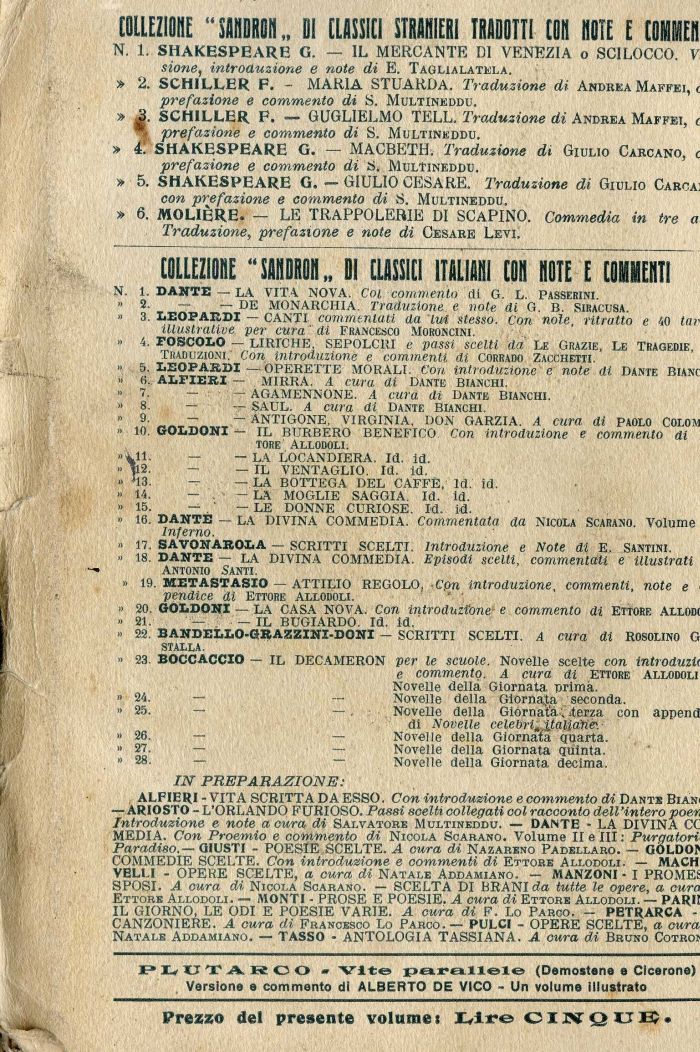 COLLEZIONE "SANDRON„ DI CLASSICI STRANIERI TRADOTTI CON NOTE E COMMEN
N. 1. SHAKESPEARE G. — IL MERCANTE DI VENEZIA o SCILOCCO. V
sione, introduzione e note di E. TAGLIALATELA.
» 2. SCHILLER F. - MARIA STUARDA. Traduzione di ANDREA MAFFEI, c
prefazione e commento di S. MULTINEDDU.
» 3. SCHILLER F. — GUGLIELMO TELL. Traduzione di ANDREA MAFFEI, c
prefazione e commento di S. MULTINEDDU.
» 4. SHAKESPEARE G. — MACBETH. Traduzione di GIULIO CARCANO, c
prefazione e commento di S. MULTINEDDU.
» 5. SHAKESPEARE G. — GIULIO CESARE. Traduzione di GIULIO CARCA
con prefazione e commento di S. MULTINEDDU.
» 6. MOLIÈRE. — LE TRAPPOLERIE DI SCAPINO. Commedia in tre a
Traduzione, prefazione e note di CESARE LEVI.
COLLEZIONE "SANDRON„ DI CLASSICI ITALIANI CON NOTE E COMMENTI
N. 1. DANTE — LA VITA NOVA. Col commento di G. L. PASSERINI.
» 2. — — DE MONARCHIA. Traduzione e note di G. B. SIRACUSA.
» 3. LEOPARDI — CANTI commentati da lui stesso. Con note, ritratto e 40 tar
illustrative per cura di FRANCESCO MORONCINI.
» 4. FOSCOLO — LIRICHE, SEPOLCRI e passi scelti da LE GRAZIE, LE TRAGEDIE,
TRADUZIONI, Con introduzione e commenti di CORRADO ZACCHETTI.
» 5. LEOPARDI — OPERETTE MORALI. Con introduzione e note di DANTE BIANC
» 6. ALFIERI — MIRRA. A cura di DANTE BIANCHI.
» 7. — — AGAMENNONE. A cura di DANTE BIANCHI.
» 8. — — SAUL. A cura di DANTE BIANCHI.
» 9. — — ANTIGONE, VIRGINIA, DON GARZIA. A cura di PAOLO COLOM
» 10. GOLDONI — IL BURBERO BENEFICO Con introduzione e commento di
TORE ALLODOLI.
» 11. — — LA LOCANDIERA. Id. id.
» 12. — — IL VENTAGLIO. Id. id.
» 13. — — LA BOTTEGA DEL CAFFÈ, Id. id.
» 14. — — LA MOGLIE SAGGIA. Id. id.
» 15. — — LE DONNE CURIOSE. Id. id.
» 16. DANTE — LA DIVINA COMMEDIA. Commentata da NICOLA SCARANO. Volume
Inferno.
» 17. SAVONAROLA — SCRITTI SCELTI. Introduzione e Note di E. SANTINI.
» 18. DANTE — LA DIVINA COMMEDIA. Episodi scelti, commentati e illustrati
ANTONIO SANTI.
» 19. METASTASIO — ATTILIO REGOLO, Con introduzione, commenti, note e
pendice di ETTORE ALLODOLI.
» 20. GOLDONI — LA CASA NOVA. Con introduzione e commento di ETTORE ALLODO
» 21. — — IL BUGIARDO. Id. id.
» 22. BANDELLO-GRAZZINI-DONI — SCRITTI SCELTI. A cura di ROSOLINO G
STALLA.
» 23. BOCCACCIO — IL DECAMERON per le scuole. Novelle scelte con introduzio
e commento. A cura di ETTORE ALLODOLI
Novelle della Giornata prima.
» 24. — — Novelle della Giornata seconda.
» 25. — — Novelle della Giornata terza con append
di Novelle celebri italiane.
» 26. — — Novelle della Giornata quarta.
» 27. — — Novelle della Giornata quinta.
» 28. — — Novelle della Giornata decima.
IN PREPARAZIONE:
ALFIERI - VITA SCRITTA DA ESSO. Con introduzione e commento di DANTE BIANC
—ARIOSTO - L'ORLANDO FURIOSO. Passi scelti collegati col racconto dell'intero poem
Introduzione e note a cura di SALVATORE MULTINEDDU. — DANTE - LA DIVINA CO
MEDIA. Con Proemio e commento di NICOLA SCARANO. Volume II e III: Purgatori
Paradiso.— GIUSTI - POESIE SCELTE. A cura di NAZARENO PADELLARO. — GOLDON
COMMEDIE SCELTE. Con introduzione e commenti di ETTORE ALLODOLI. — MACH
VELLI - OPERE SCELTE, a cura di NATALE ADDAMIANO. — MANZONI - I PROMES
SPOSI. A cura di NICOLA SCARANO. — SCELTA DI BRANI da tutte le opere, a cura
ETTORE ALLODOLI. — MONTI - PROSE E POESIE. A cura di ETTORE ALLODOLI. — PARIN
IL GIORNO, LE ODI E POESIE VARIE. A cura di F. LO PARCO. — PETRARCA -
CANZONIERE. A cura di FRANCESCO LO PARCO. — PULCI - OPERE SCELTE, a cura
NATALE ADDAMIANO. — TASSO - ANTOLOGIA TASSIANA. A cura di BRUNO COTRON
PLUTARCO - Vite parallele (Demostene e Cicerone)
Versione e commento di ALBERTO DE VICO - Un volume illustrato
Prezzo del presente volume: Lire CINQUE.